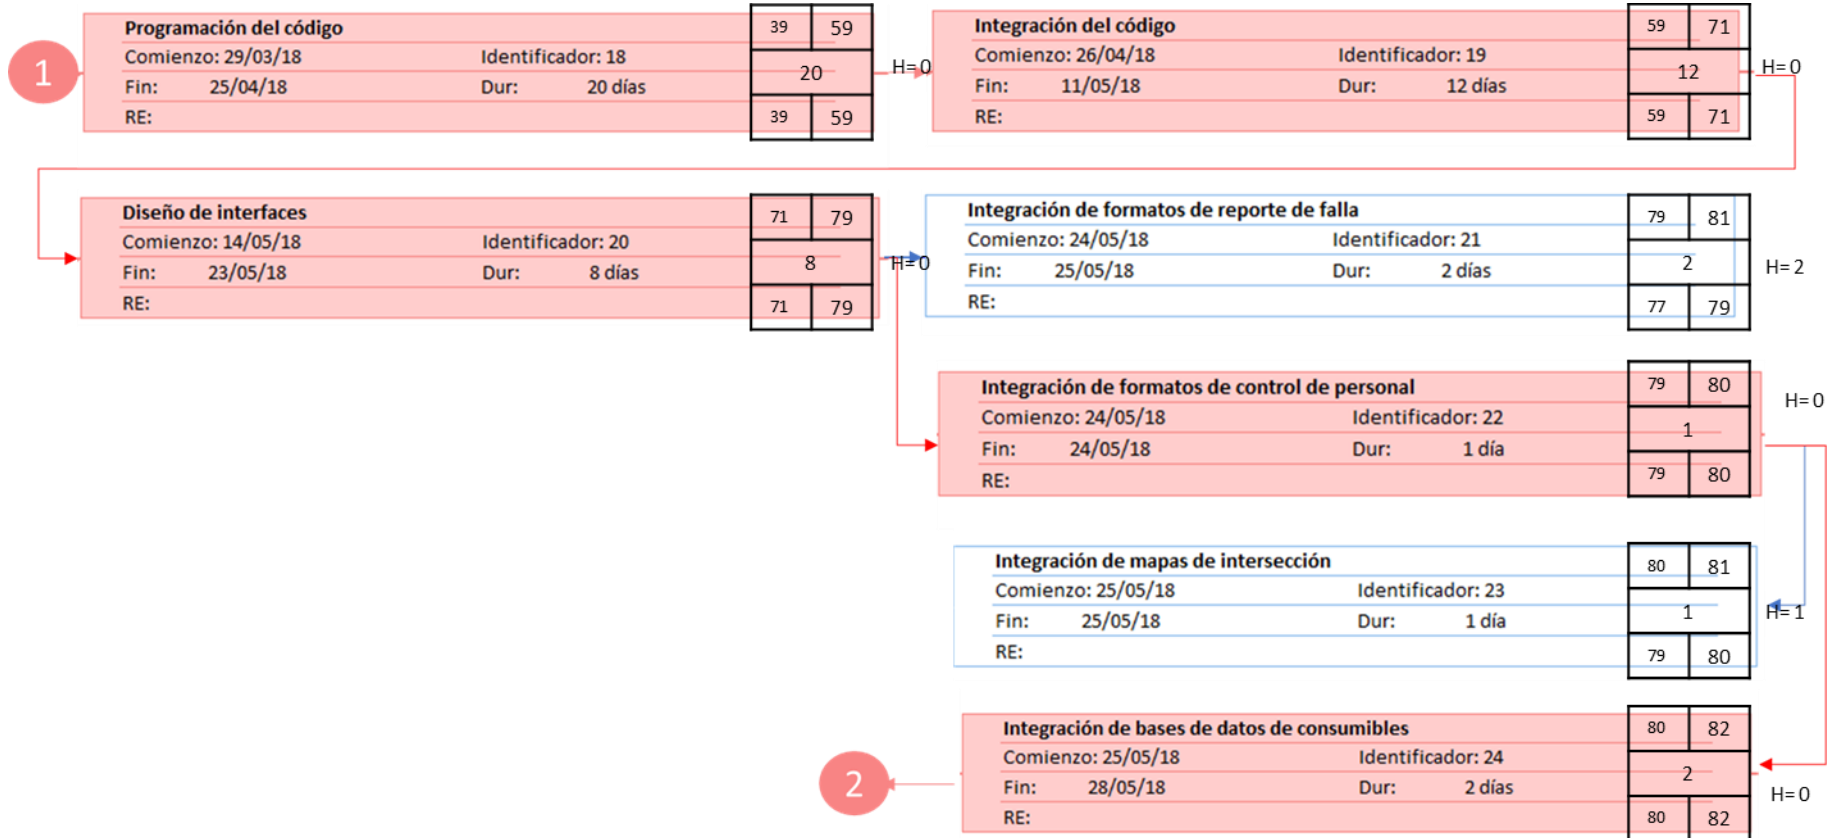 1
Programación del código
Comienzo: 29/03/18 Identificador: 18
Fin: 25/04/18 Dur: 20 días
RE:
39 59
20
39 59
H=0
Integración del código
Comienzo: 26/04/18 Identificador: 19
Fin: 11/05/18 Dur: 12 días
RE:
59 71
12
59 71
H=0
Diseño de interfaces
Comienzo: 14/05/18 Identificador: 20
Fin: 23/05/18 Dur: 8 días
RE:
71 79
8
71 79
H=0
Integración de formatos de reporte de falla
Comienzo: 24/05/18 Identificador: 21
Fin: 25/05/18 Dur: 2 días
RE:
79 81
2
77 79
H=2
Integración de formatos de control de personal
Comienzo: 24/05/18 Identificador: 22
Fin: 24/05/18 Dur: 1 día
RE:
79 80
1
79 80
H=0
Integración de mapas de intersección
Comienzo: 25/05/18 Identificador: 23
Fin: 25/05/18 Dur: 1 día
RE:
80 81
1
79 80
H=1
Integración de bases de datos de consumibles
Comienzo: 25/05/18 Identificador: 24
Fin: 28/05/18 Dur: 2 días
RE:
80 82
2
80 82
H=0
2